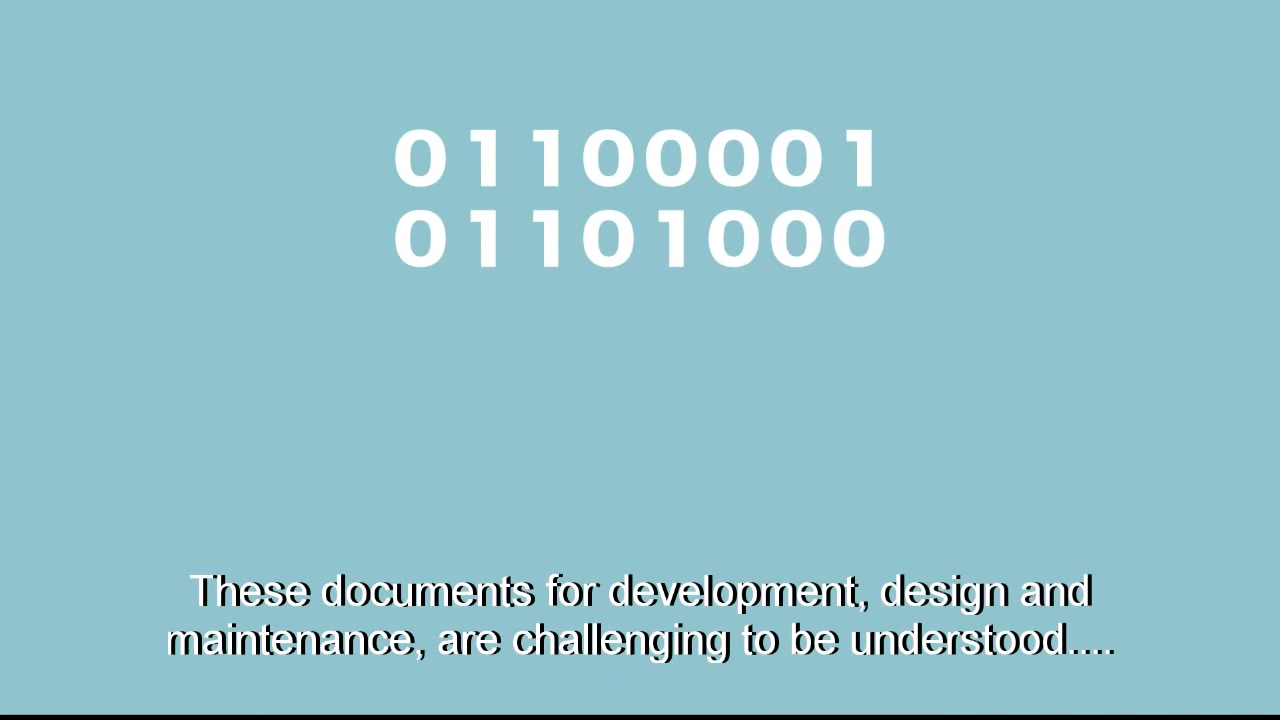 01100001
01101000
These documents for development, design and
maintenance, are challenging to be understood....